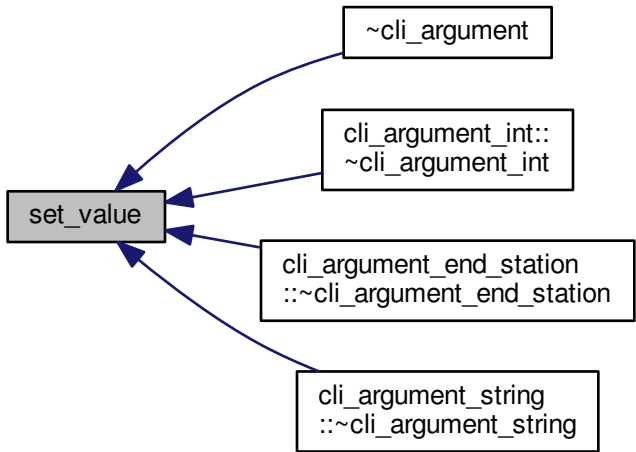 ~cli_argument
cli_argument_int::
~cli_argument_int
set_value
cli_argument_end_station
::~cli_argument_end_station
cli_argument_string
::~cli_argument_string